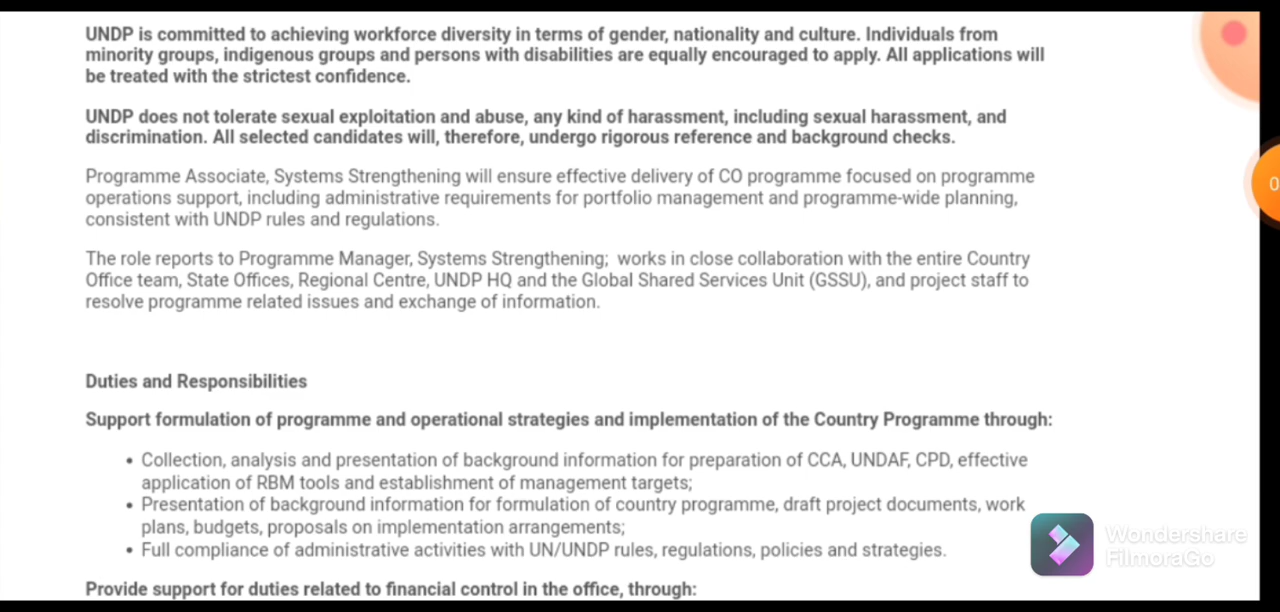 UNDP is committed to achieving workforce diversity in terms of gender, nationality and culture. Individuals from
minority groups, indigenous groups and persons with disabilities are equally encouraged to apply. All applications will
be treated with the strictest confidence.
UNDP does not tolerate sexual exploitation and abuse, any kind of harassment, including sexual harassment, and
discrimination. All selected candidates will, therefore, undergo rigorous reference and background checks.
Programme Associate, Systems Strengthening will ensure effective delivery of CO programme focused on programme
operations support, including administrative requirements for portfolio management and programme-wide planning,
consistent with UNDP rules and regulations.
The role reports to Programme Manager, Systems Strengthening;  works in close collaboration with the entire Country
Office team, State Offices, Regional Centre, UNDP HQ and the Global Shared Services Unit (GSSU), and project staff to
resolve programme related issues and exchange of information.
Duties and Responsibilities
Support formulation of programme and operational strategies and implementation of the Country Programme through:
• Collection, analysis and presentation of background information for preparation of CCA, UNDAF, CPD, effective
application of RBM tools and establishment of management targets;
• Presentation of background information for formulation of country programme, draft project documents, work
plans, budgets, proposals on implementation arrangements;
• Full compliance of administrative activities with UN/UNDP rules, regulations, policies and strategies.
Provide support for duties related to financial control in the office, through:
0
Wondershare
FilmoraGo